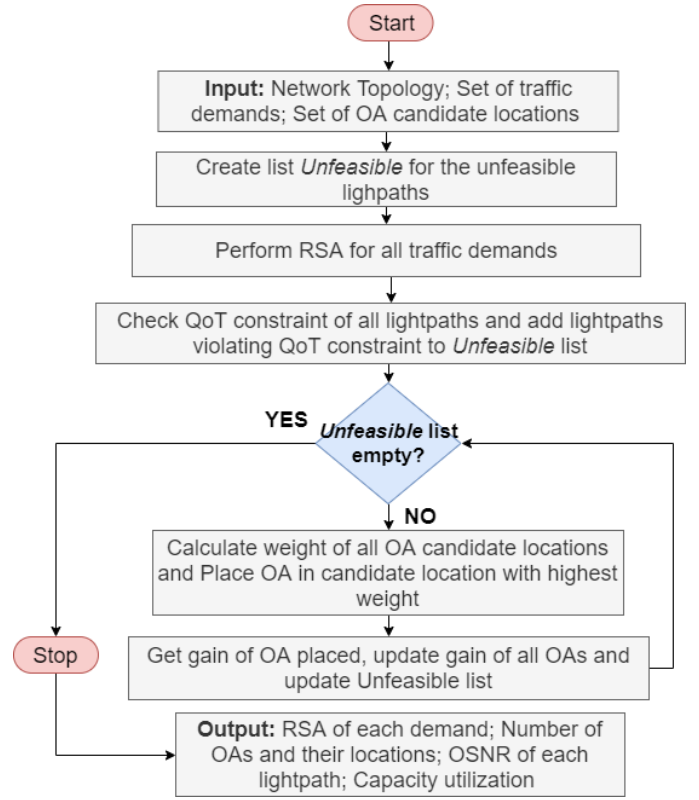 Start
Input: Network Topology; Set of traffic
demands; Set of OA candidate locations
Create list Unfeasible for the unfeasible
lighpaths
Perform RSA for all traffic demands
Check QoT constraint of all lightpaths and add lightpaths
violating QoT constraint to Unfeasible list
YES
Unfeasible list
empty?
NO
Calculate weight of all OA candidate locations
and Place OA in candidate location with highest
weight
Stop
Get gain of OA placed, update gain of all OAs and
update Unfeasible list
Output: RSA of each demand; Number of
OAs and their locations; OSNR of each
lightpath; Capacity utilization